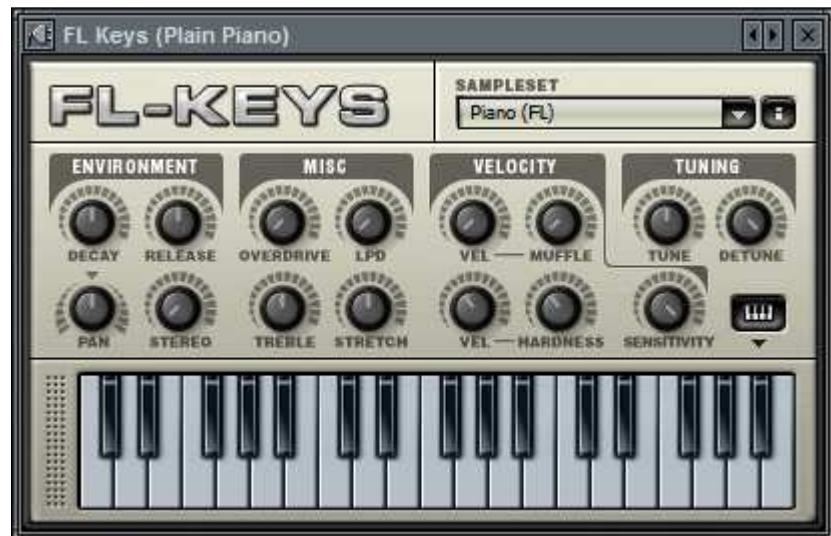 FL Keys (Plain Piano)
FL-KEYS
SAMPLESET
Piano (FL)
ENVIRONMENT MISC VELOCITY TUNING
DECAY RELEASE OVERDRIVE LPD VEL MUFFLE TUNE DETUNE
PAN STEREO TREBLE STRETCH VEL HARDNESS SENSITIVITY